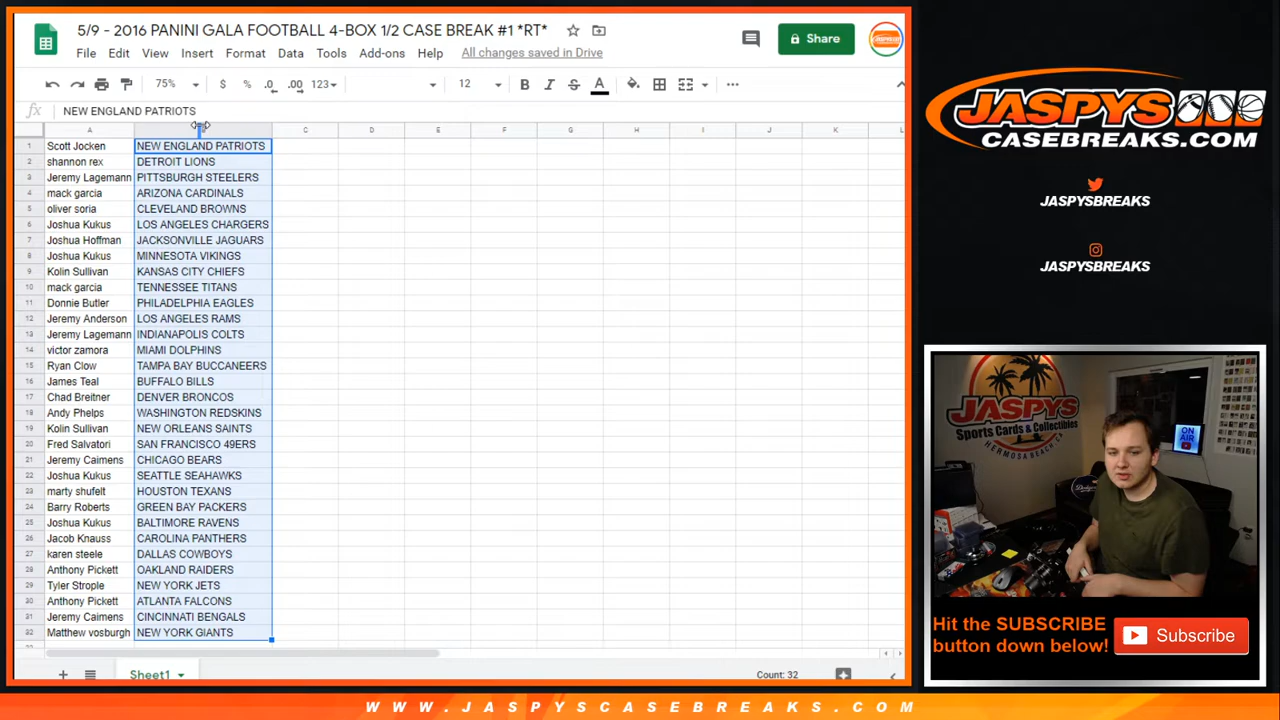 5/9 - 2016 PANINI GALA FOOTBALL 4-BOX 1/2 CASE BREAK #1 *RT*
File Edit View Insert Format Data Tools Add-ons Help All changes saved in Drive
Share
75% $ % .0 .00 123 12 B I S A
fx NEW ENGLAND PATRIOTS
A C D E F G H I J K L
1 Scott Jocken NEW ENGLAND PATRIOTS
2 shannon rex DETROIT LIONS
3 Jeremy Lagemann PITTSBURGH STEELERS
4 mack garcia ARIZONA CARDINALS
5 oliver soria CLEVELAND BROWNS
6 Joshua Kukus LOS ANGELES CHARGERS
7 Joshua Hoffman JACKSONVILLE JAGUARS
8 Joshua Kukus MINNESOTA VIKINGS
9 Kolin Sullivan KANSAS CITY CHIEFS
10 mack garcia TENNESSEE TITANS
11 Donnie Butler PHILADELPHIA EAGLES
12 Jeremy Anderson LOS ANGELES RAMS
13 Jeremy Lagemann INDIANAPOLIS COLTS
14 victor zamora MIAMI DOLPHINS
15 Ryan Clow TAMPA BAY BUCCANEERS
16 James Teal BUFFALO BILLS
17 Chad Breitner DENVER BRONCOS
18 Andy Phelps WASHINGTON REDSKINS
19 Kolin Sullivan NEW ORLEANS SAINTS
20 Fred Salvatori SAN FRANCISCO 49ERS
21 Jeremy Caimens CHICAGO BEARS
22 Joshua Kukus SEATTLE SEAHAWKS
23 marty shufelt HOUSTON TEXANS
24 Barry Roberts GREEN BAY PACKERS
25 Joshua Kukus BALTIMORE RAVENS
26 Jacob Knauss CAROLINA PANTHERS
27 karen steele DALLAS COWBOYS
28 Anthony Pickett OAKLAND RAIDERS
29 Tyler Strople NEW YORK JETS
30 Anthony Pickett ATLANTA FALCONS
31 Jeremy Caimens CINCINNATI BENGALS
32 Matthew vosburgh NEW YORK GIANTS
Sheet1
Count: 32
JASPYS
CASEBREAKS.COM
JASPYSBREAKS
JASPYSBREAKS
JASPYS
Sports Cards & Collectibles
HERMOSA BEACH, CA
ON AIR
Dodgers
Hit the SUBSCRIBE
button down below!
Subscribe
WWW.JASPYSCASEBREAKS.COM